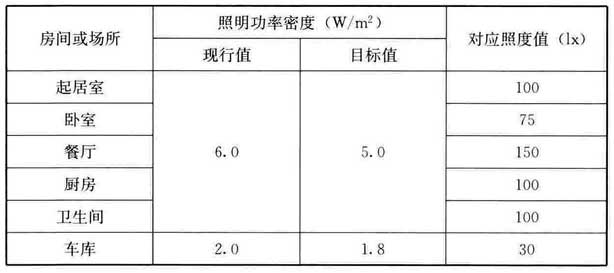 房间或场所 照明功率密度（W/m²） 对应照度值（lx）
现行值 目标值
起居室 100
卧室 75
餐厅 6.0 5.0 150
厨房 100
卫生间 100
车库 2.0 1.8 30